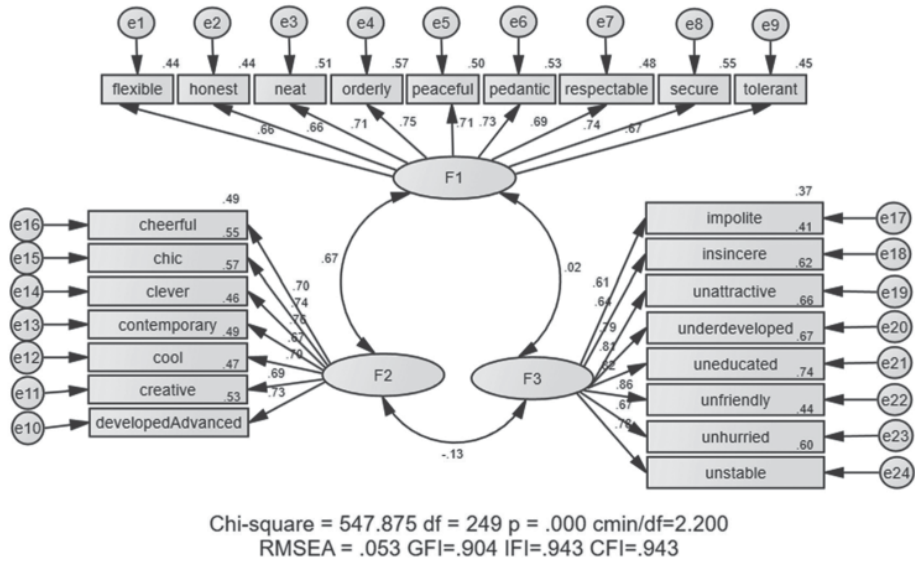 e1 e2 e3 e4 e5 e6 e7 e8 e9
.44 .44 .51 .57 .50 .53 .48 .55 .45
flexible honest neat orderly peaceful pedantic respectable secure tolerant
.66 .66 .71 .75 .71 .73 .69 .74 .67
F1
.49
e16 cheerful
.55
e15 chic
.57
e14 clever
.46
e13 contemporary
.49
e12 cool
.47
e11 creative
.53
e10 developedAdvanced
.70
.74
.76
.67
.70
.69
.73
.67
.02
F2
F3
-.13
.37
impolite e17
.41
insincere e18
.62
unattractive e19
.66
underdeveloped e20
.67
uneducated e21
.74
unfriendly e22
.44
unhurried e23
.60
unstable e24
.61
.64
.79
.81
.82
.86
.67
Chi-square = 547.875 df = 249 p = .000 cmin/df=2.200
RMSEA = .053 GFI=.904 IFI=.943 CFI=.943